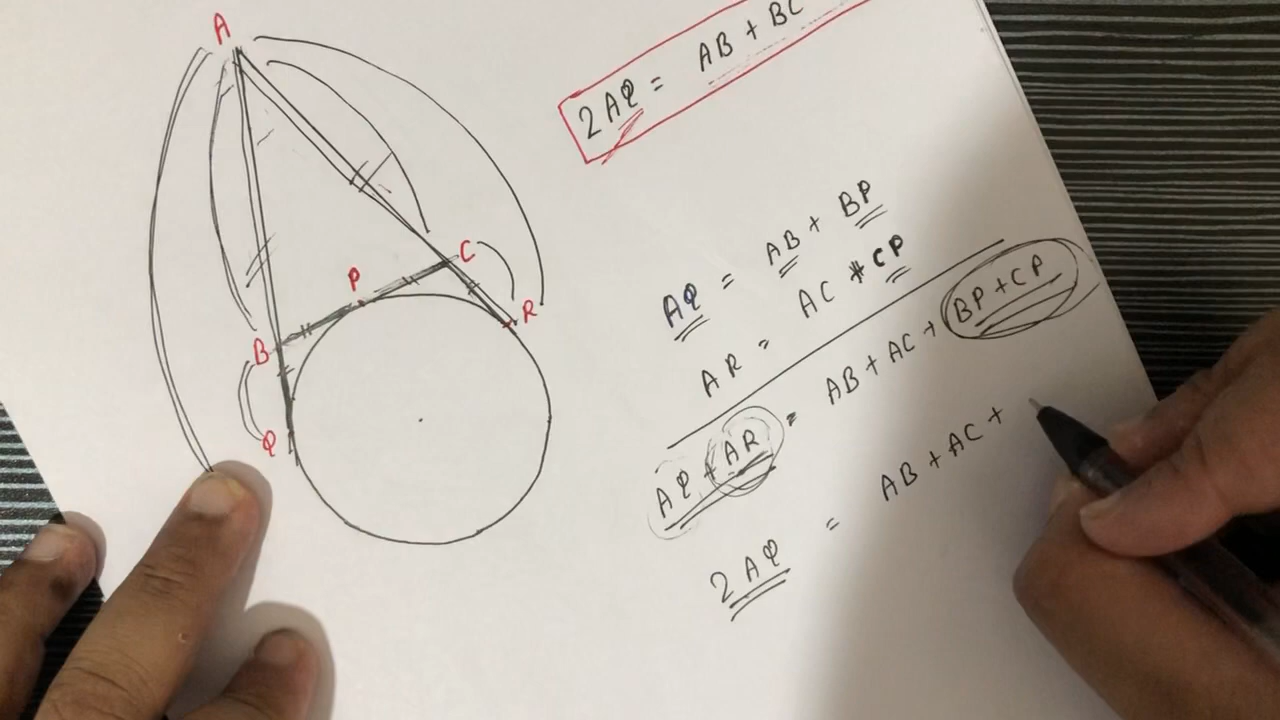 A
2AQ = AB + BC
AQ = AB + BP
AR = AC + CP
AQ + AR = AB + AC + BP + CP
2AQ = AB + AC +
P
C
R
B
Q